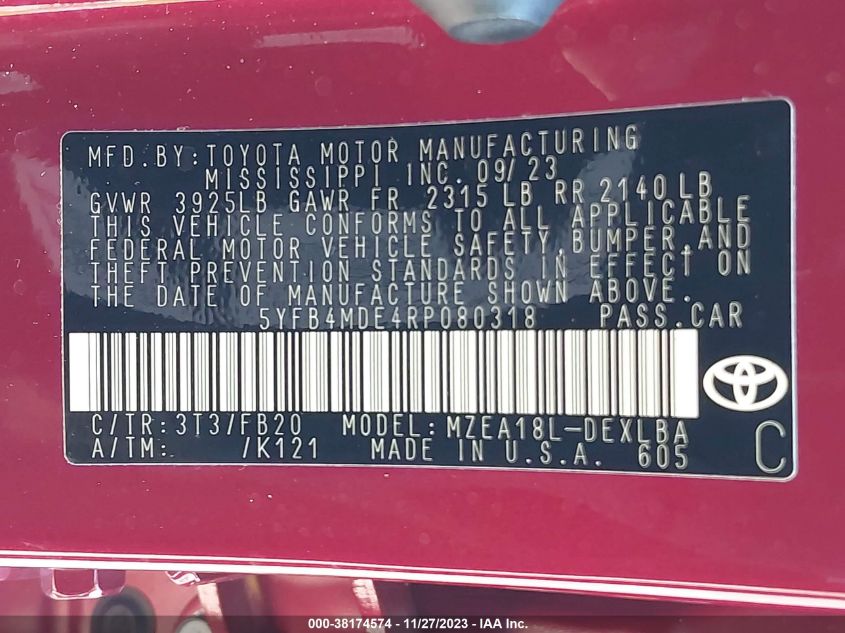 MFD.BY:TOYOTA MOTOR MANUFACTURING
MISSISSIPPI INC. 09/23
GVWR 3925LB GAWR FR 2315 LB RR 2140 LB
THIS VEHICLE CONFORMS TO ALL APPLICABLE
FEDERAL MOTOR VEHICLE SAFETY,BUMPER,AND
THEFT PREVENTION STANDARDS IN EFFECT ON
THE DATE OF MANUFACTURE SHOWN ABOVE.
5YFB4MDE4RP080318 PASS.CAR
C/TR:3T3/FB20 MODEL:MZEA18L-DEXLBA
A/TM: /K121 MADE IN U.S.A. 605
C
000-38174574 / 11/27/2023 / IAA Inc.